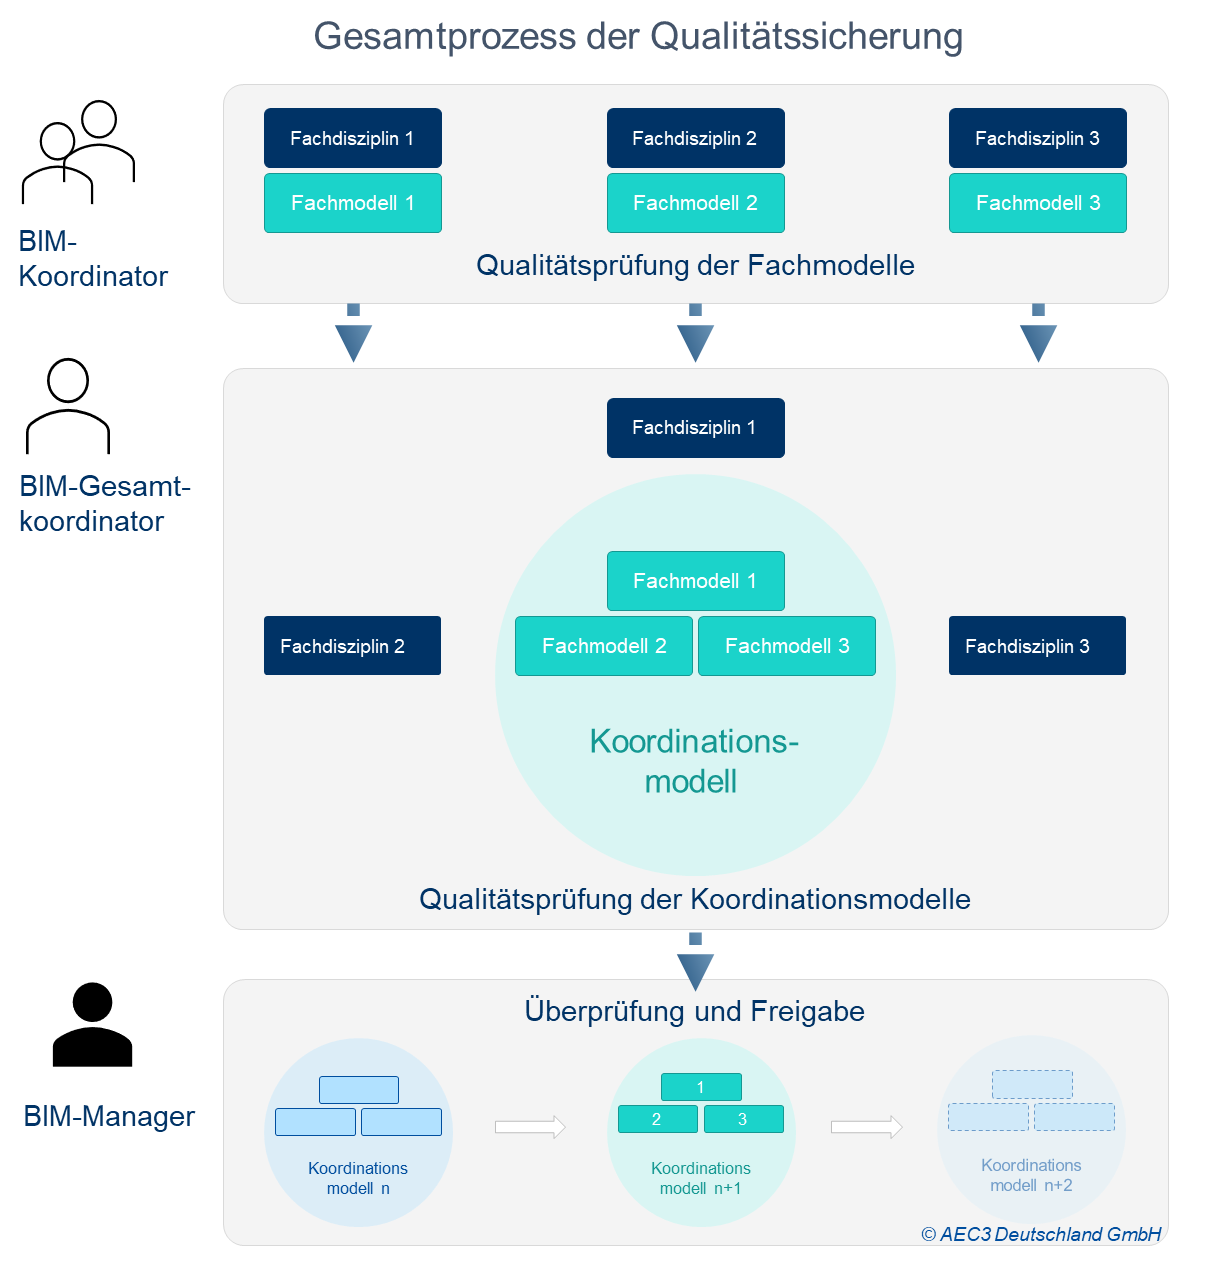 Gesamtprozess der Qualitätssicherung
Fachdisziplin 1
Fachdisziplin 2
Fachdisziplin 3
Fachmodell 1
Fachmodell 2
Fachmodell 3
BIM-
Koordinator
Qualitätsprüfung der Fachmodelle
BIM-Gesamt-
koordinator
Fachdisziplin 1
Fachmodell 1
Fachdisziplin 2
Fachmodell 2
Fachmodell 3
Fachdisziplin 3
Koordinations-
modell
Qualitätsprüfung der Koordinationsmodelle
BIM-Manager
Überprüfung und Freigabe
Koordinations
modell n
1
2
3
Koordinations
modell n+1
Koordinations
modell n+2
© AEC3 Deutschland GmbH